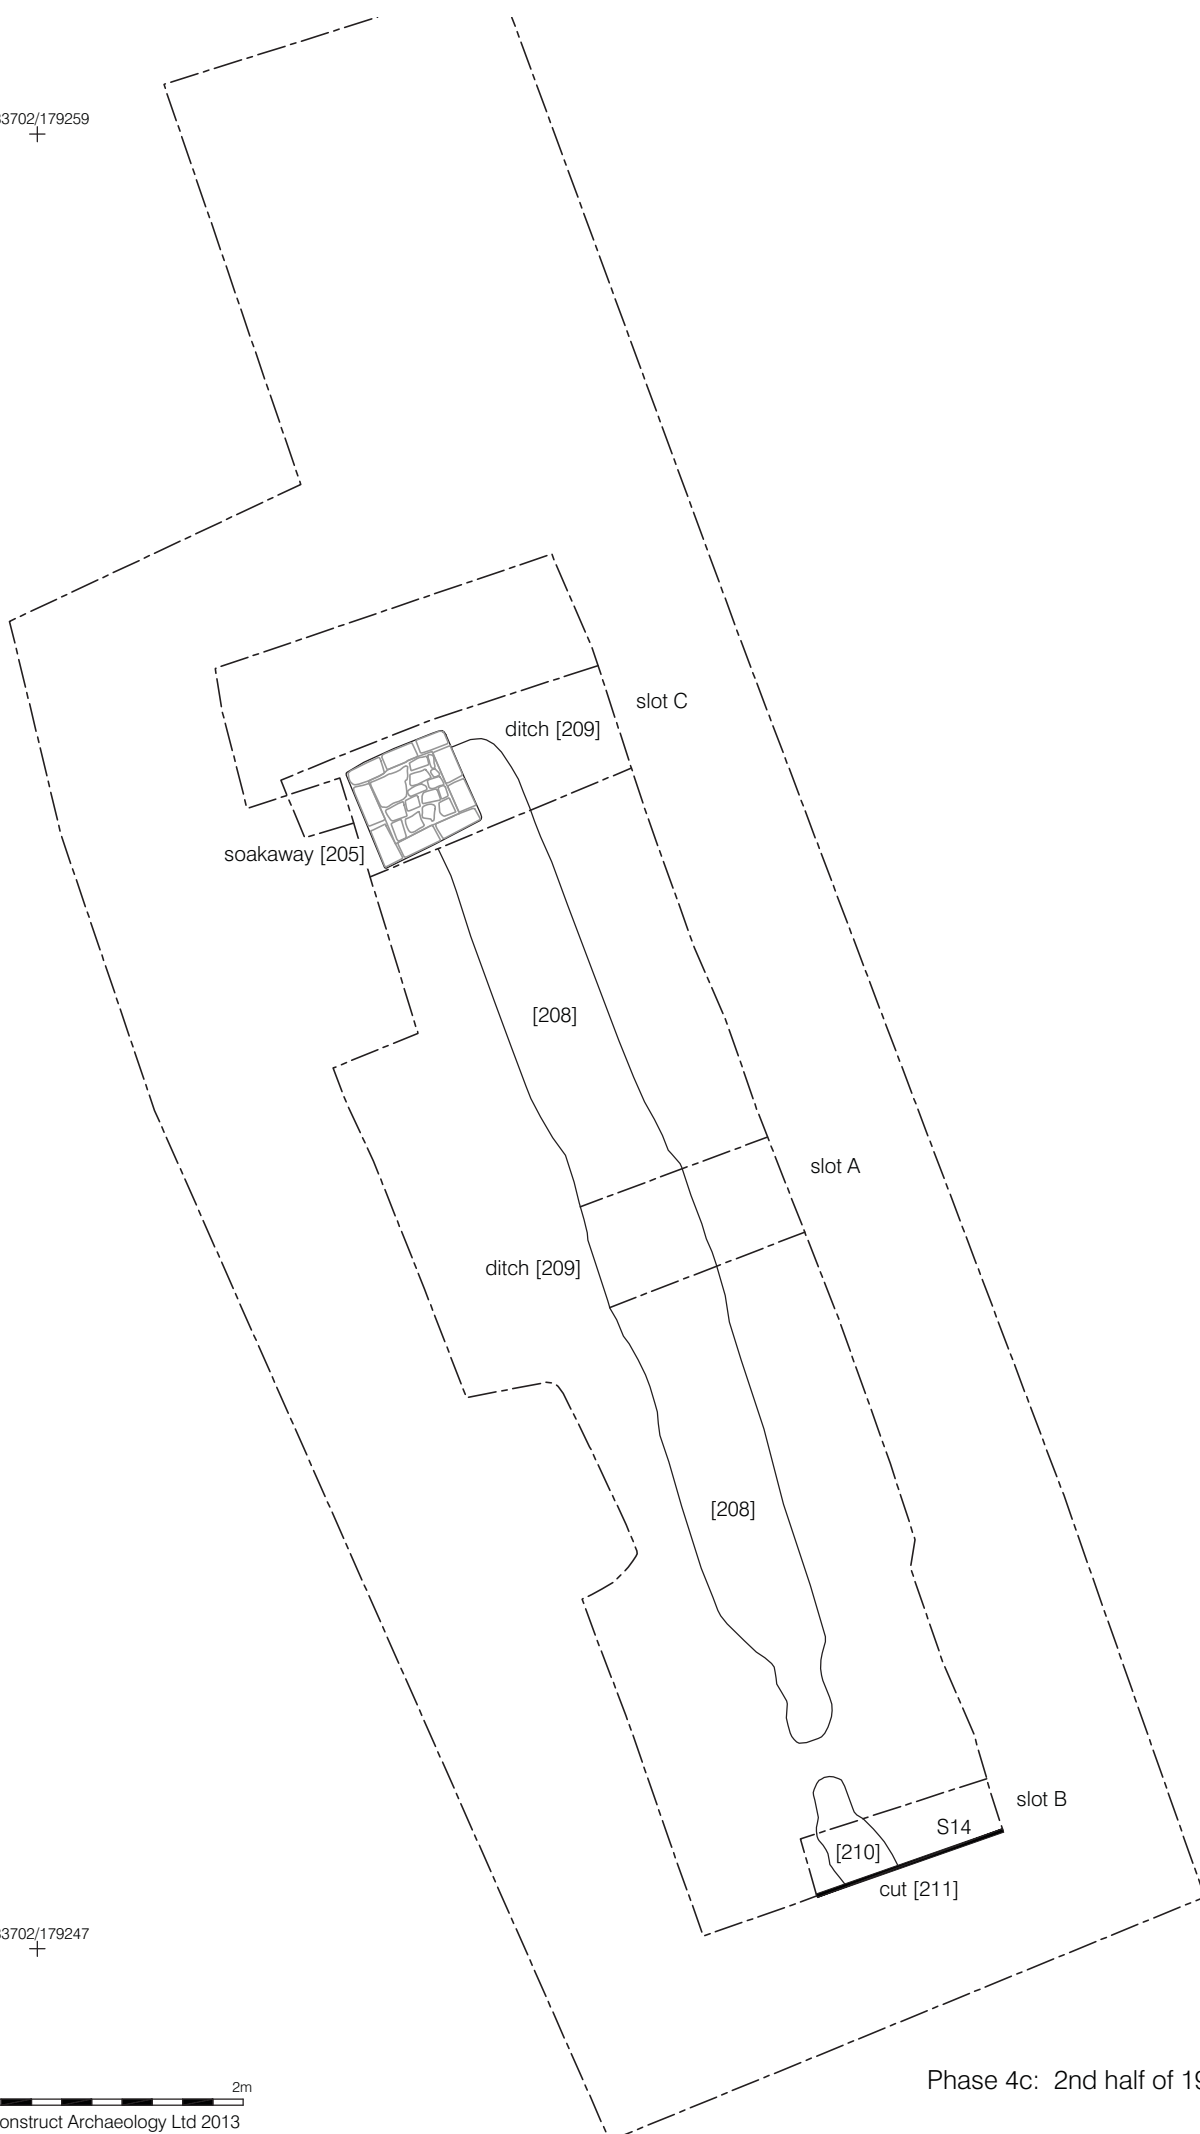 3702/179259
slot C
ditch [209]
soakaway [205]
[208]
slot A
ditch [209]
[208]
slot B
S14
[210]
cut [211]
3702/179247
2m
Phase 4c: 2nd half of 19
onstruct Archaeology Ltd 2013